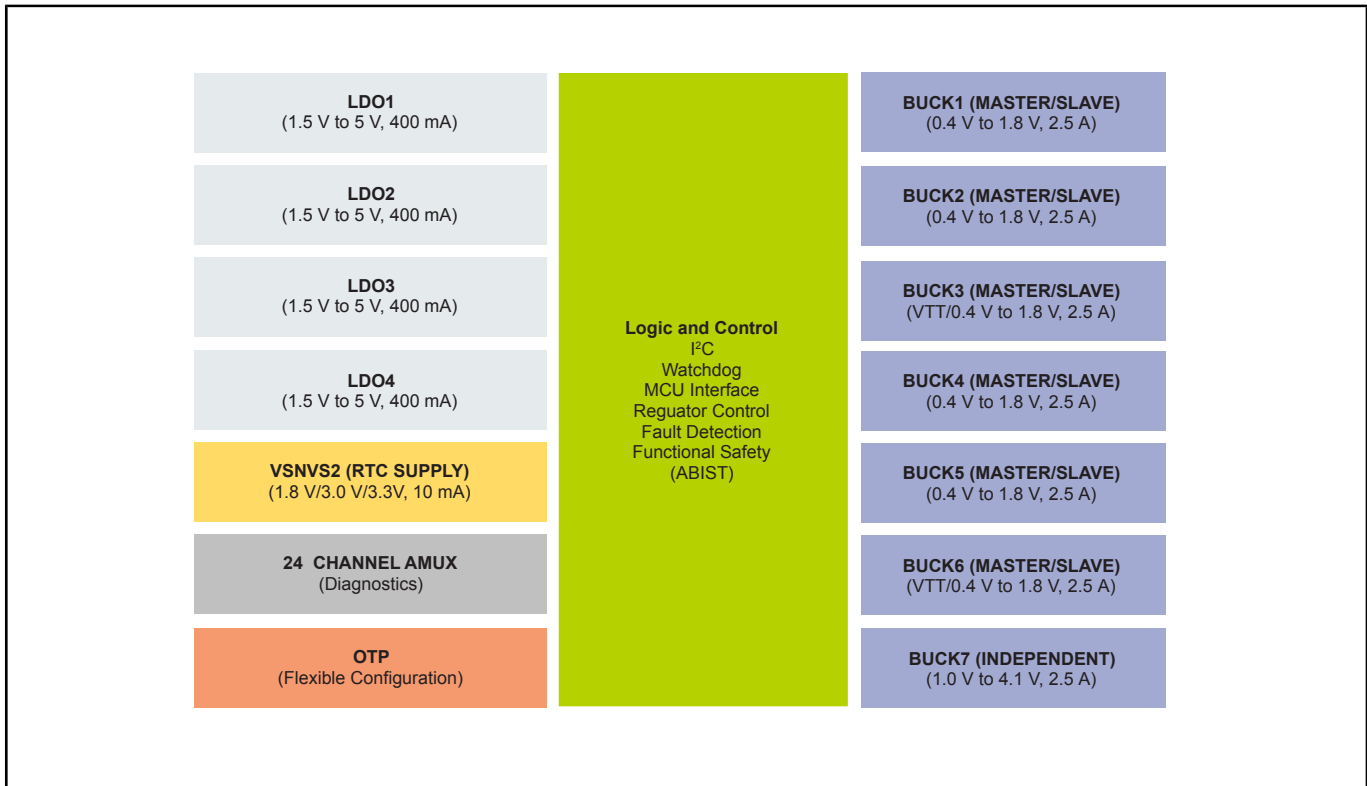 LDO1
(1.5 V to 5 V, 400 mA)
LDO2
(1.5 V to 5 V, 400 mA)
LDO3
(1.5 V to 5 V, 400 mA)
LDO4
(1.5 V to 5 V, 400 mA)
VSNVS2 (RTC SUPPLY)
(1.8 V/3.0 V/3.3V, 10 mA)
24 CHANNEL AMUX
(Diagnostics)
OTP
(Flexible Configuration)
Logic and Control
I²C
Watchdog
MCU Interface
Reguator Control
Fault Detection
Functional Safety
(ABIST)
BUCK1 (MASTER/SLAVE)
(0.4 V to 1.8 V, 2.5 A)
BUCK2 (MASTER/SLAVE)
(0.4 V to 1.8 V, 2.5 A)
BUCK3 (MASTER/SLAVE)
(VTT/0.4 V to 1.8 V, 2.5 A)
BUCK4 (MASTER/SLAVE)
(0.4 V to 1.8 V, 2.5 A)
BUCK5 (MASTER/SLAVE)
(0.4 V to 1.8 V, 2.5 A)
BUCK6 (MASTER/SLAVE)
(VTT/0.4 V to 1.8 V, 2.5 A)
BUCK7 (INDEPENDENT)
(1.0 V to 4.1 V, 2.5 A)